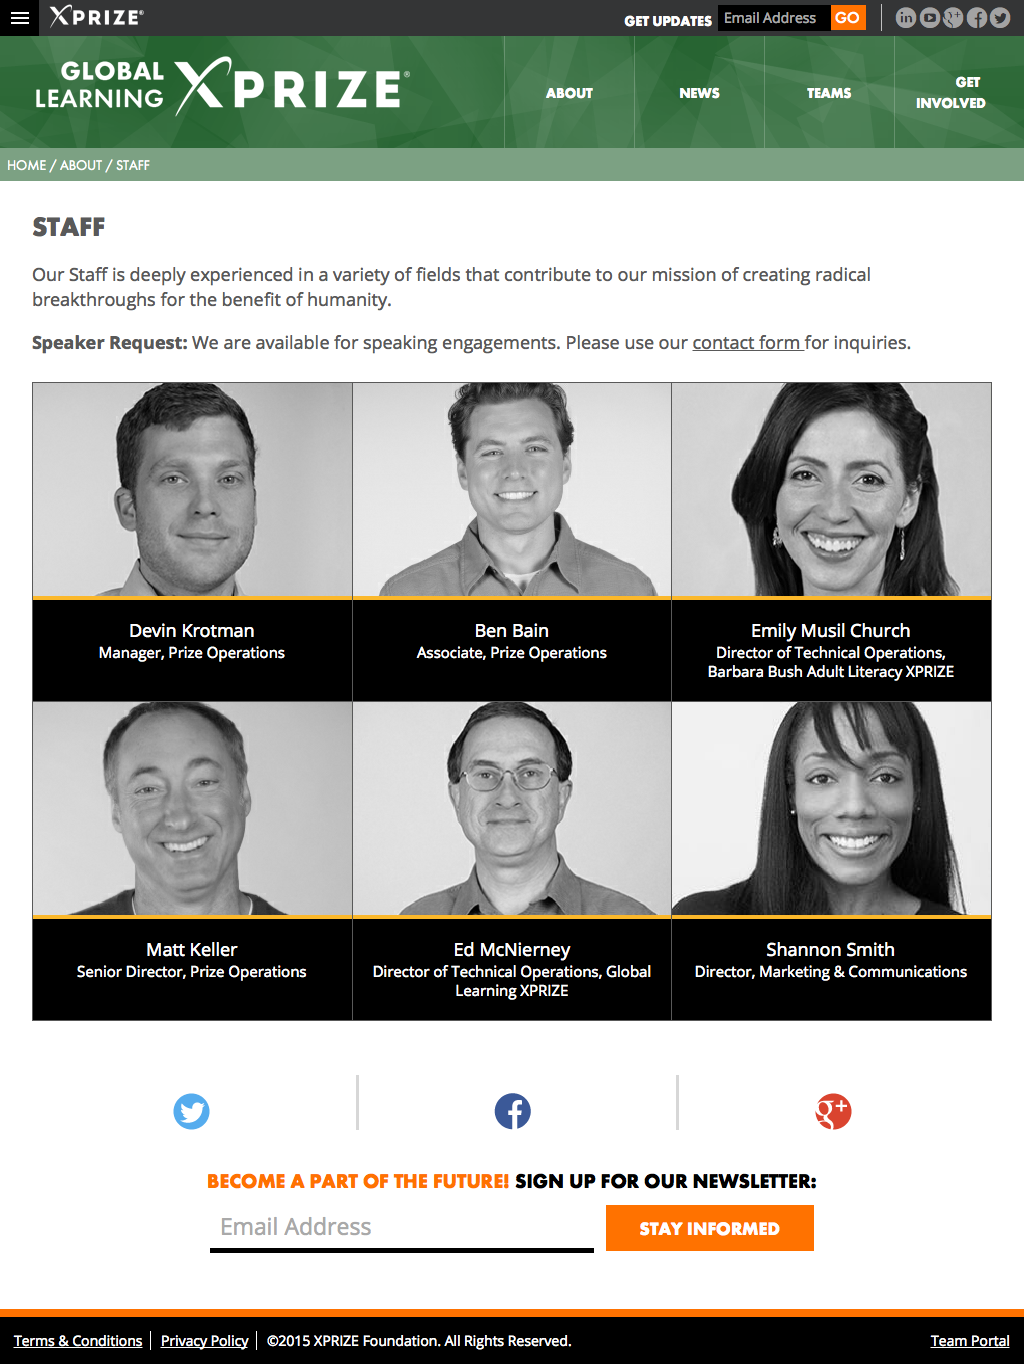 XPRIZE®
GET UPDATES
Email Address
GO
GLOBAL
LEARNING
XPRIZE®
ABOUT
NEWS
TEAMS
GET
INVOLVED
HOME / ABOUT / STAFF
STAFF
Our Staff is deeply experienced in a variety of fields that contribute to our mission of creating radical
breakthroughs for the benefit of humanity.
Speaker Request: We are available for speaking engagements. Please use our contact form for inquiries.
Devin Krotman
Manager, Prize Operations
Ben Bain
Associate, Prize Operations
Emily Musil Church
Director of Technical Operations,
Barbara Bush Adult Literacy XPRIZE
Matt Keller
Senior Director, Prize Operations
Ed McNierney
Director of Technical Operations, Global
Learning XPRIZE
Shannon Smith
Director, Marketing & Communications
BECOME A PART OF THE FUTURE! SIGN UP FOR OUR NEWSLETTER:
Email Address
STAY INFORMED
Terms & Conditions
Privacy Policy
©2015 XPRIZE Foundation. All Rights Reserved.
Team Portal